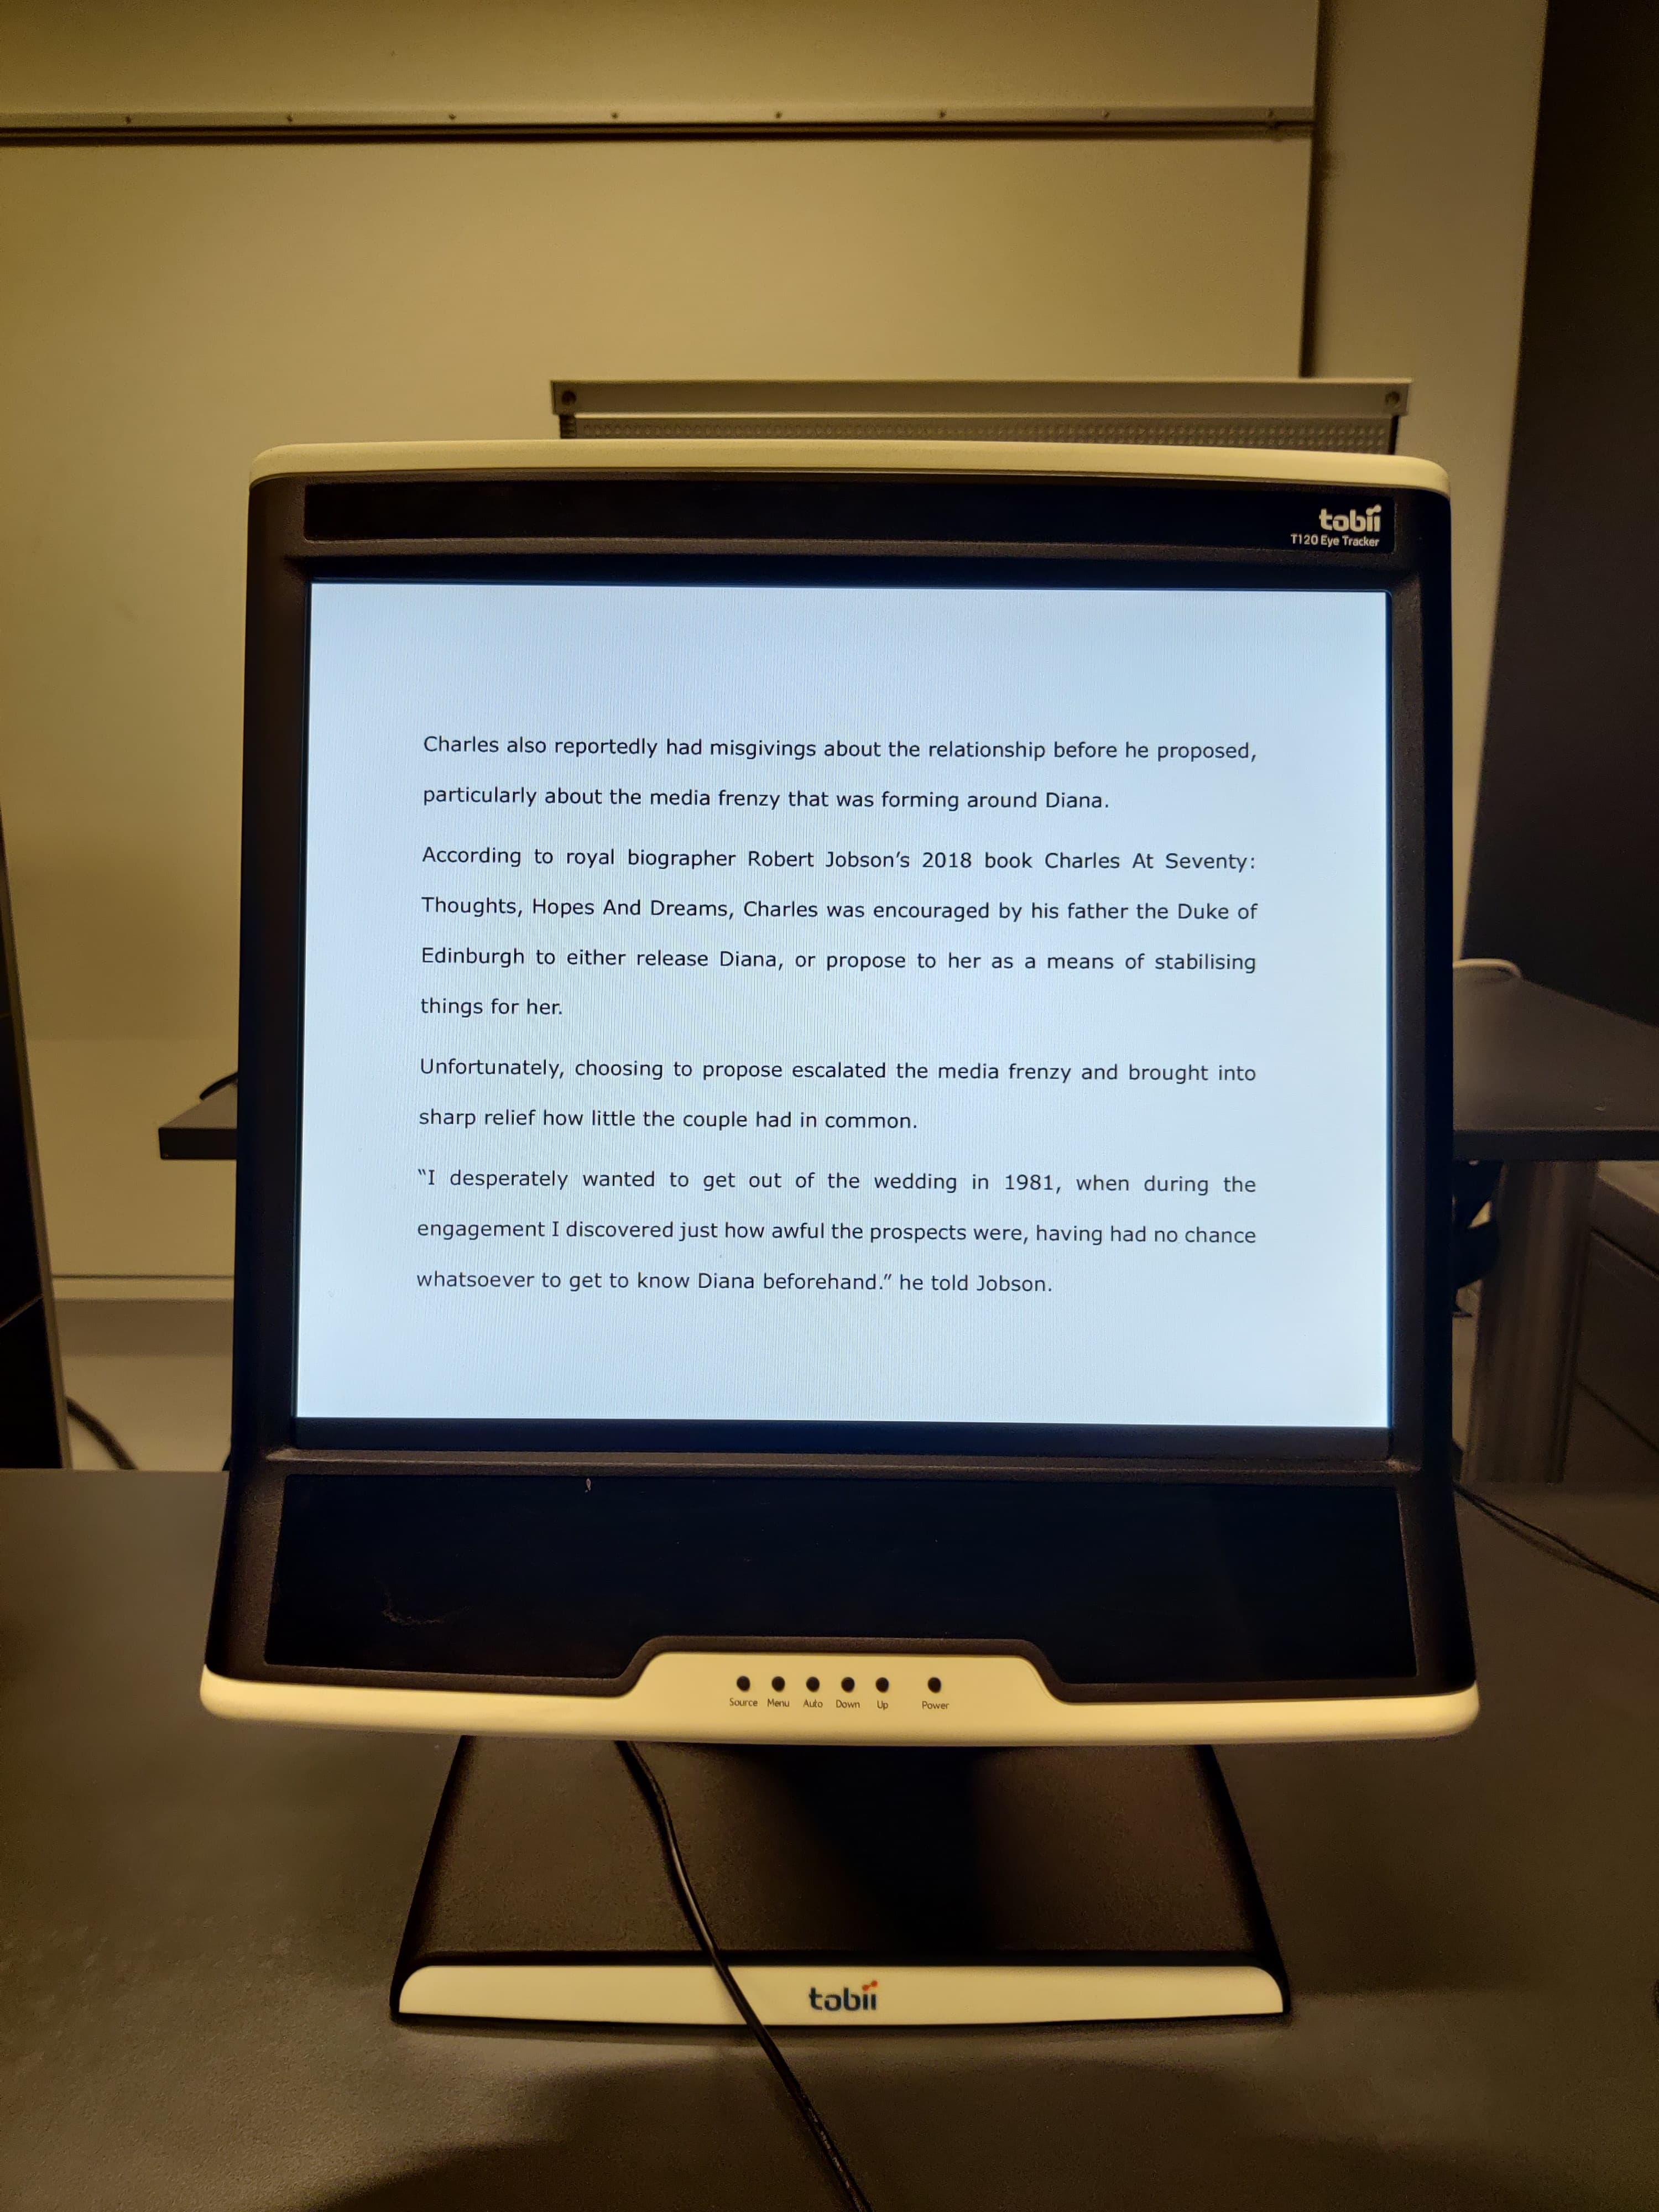 tobii
T120 Eye Tracker
Charles also reportedly had misgivings about the relationship before he proposed,
particularly about the media frenzy that was forming around Diana.
According to royal biographer Robert Jobson’s 2018 book Charles At Seventy:
Thoughts, Hopes And Dreams, Charles was encouraged by his father the Duke of
Edinburgh to either release Diana, or propose to her as a means of stabilising
things for her.
Unfortunately, choosing to propose escalated the media frenzy and brought into
sharp relief how little the couple had in common.
“I desperately wanted to get out of the wedding in 1981, when during the
engagement I discovered just how awful the prospects were, having had no chance
whatsoever to get to know Diana beforehand.” he told Jobson.
Source Menu Auto Down Up Power
tobii